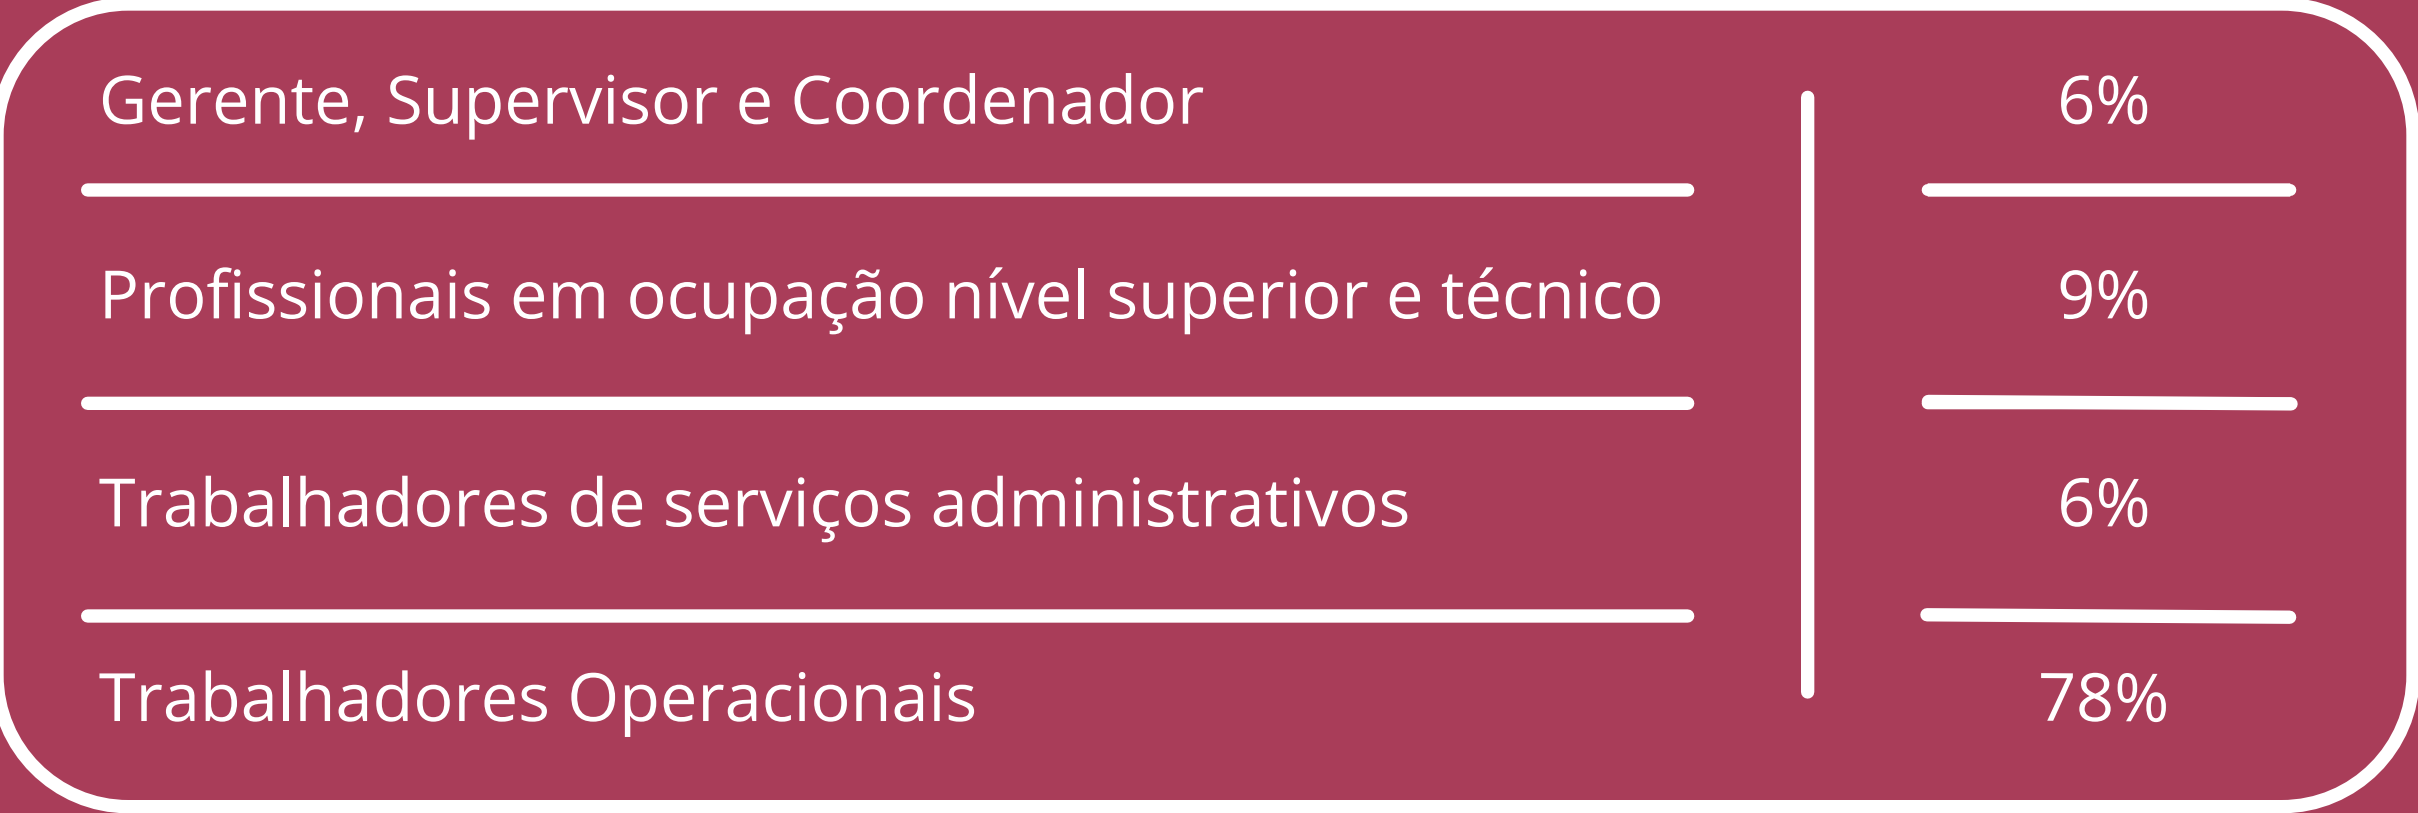 Gerente, Supervisor e Coordenador 6%
Profissionais em ocupação nível superior e técnico 9%
Trabalhadores de serviços administrativos 6%
Trabalhadores Operacionais 78%